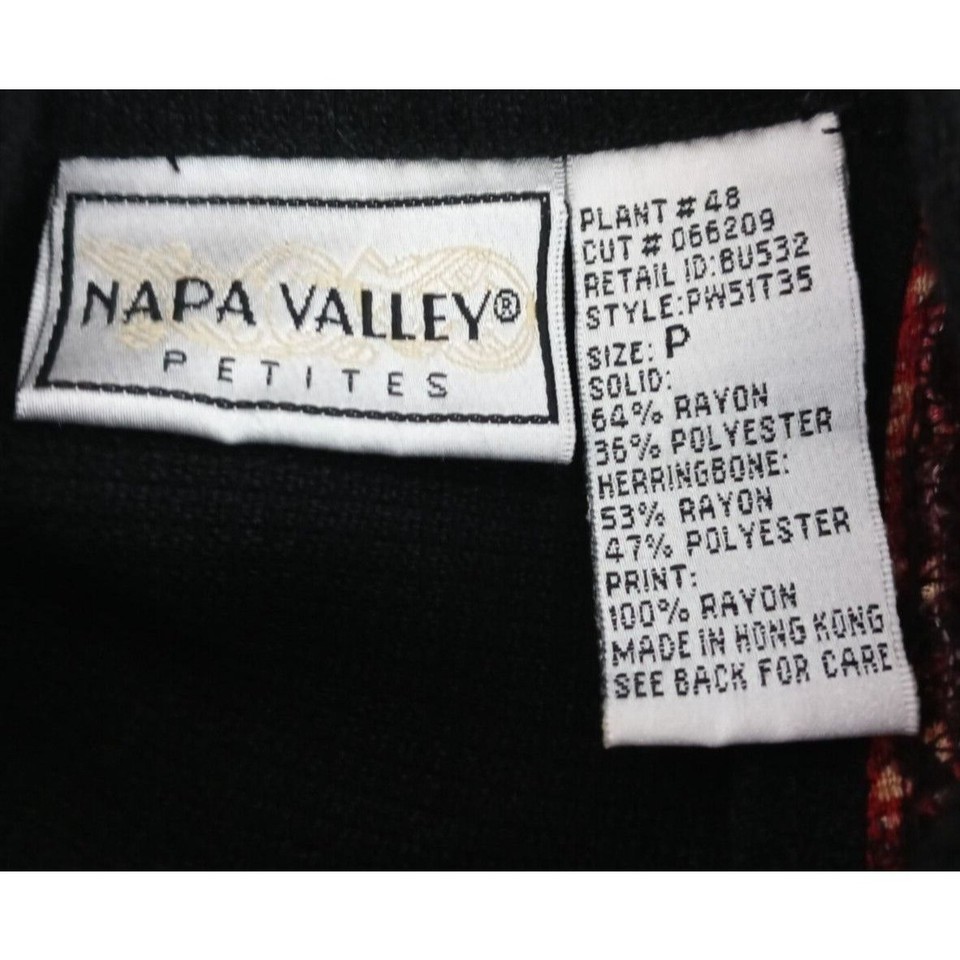 NAPA VALLEY®
PETITES
PLANT # 48
CUT # 066209
RETAIL ID:BU532
STYLE:PW51T35
SIZE: P
SOLID:
64% RAYON
36% POLYESTER
HERRINGBONE:
53% RAYON
47% POLYESTER
PRINT:
100% RAYON
MADE IN HONG KONG
SEE BACK FOR CARE